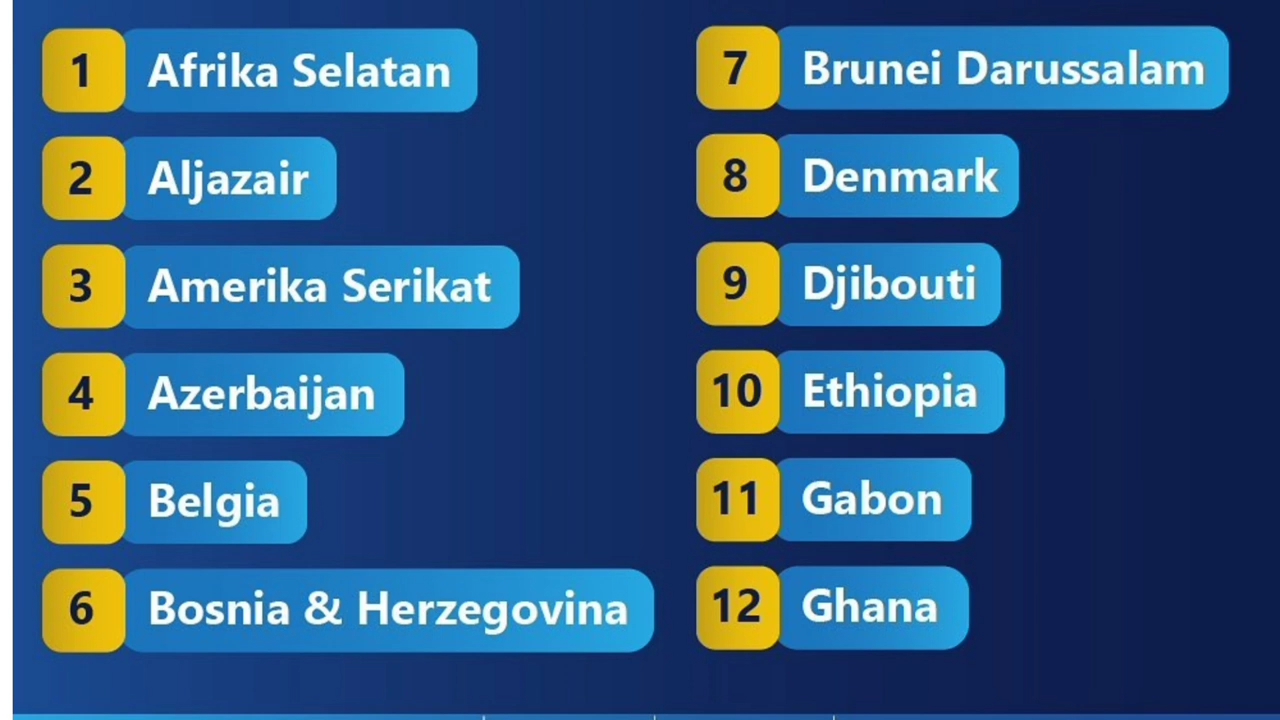 1 Afrika Selatan
2 Aljazair
3 Amerika Serikat
4 Azerbaijan
5 Belgia
6 Bosnia & Herzegovina
7 Brunei Darussalam
8 Denmark
9 Djibouti
10 Ethiopia
11 Gabon
12 Ghana